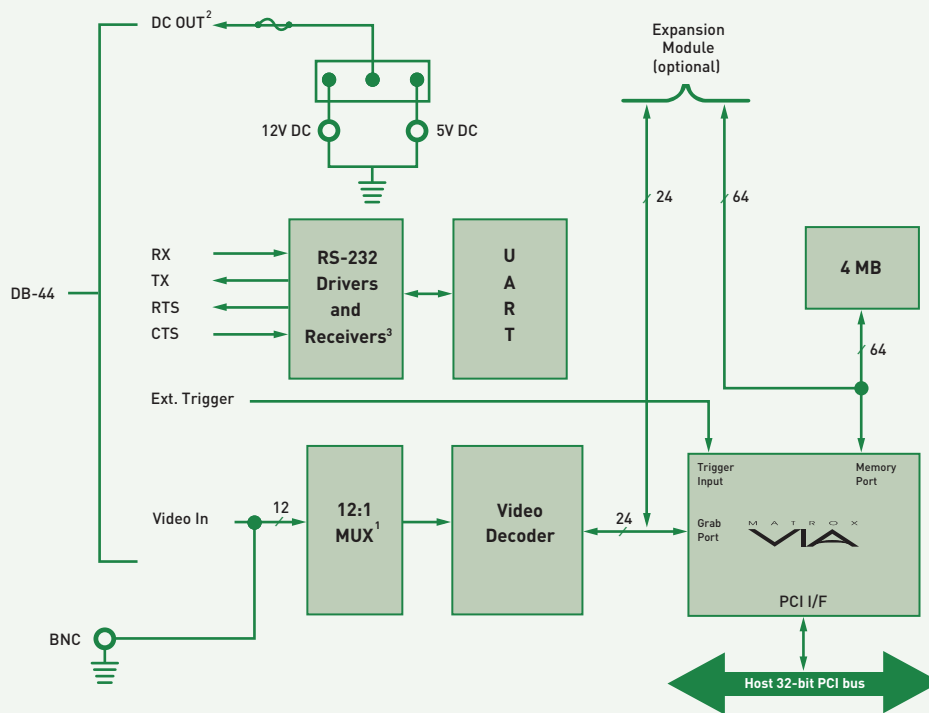 DC OUT2
Expansion
Module
(optional)
12V DC
5V DC
24
64
RX
TX
RTS
CTS
RS-232
Drivers
and
Receivers3
U
A
R
T
4 MB
DB-44
64
Ext. Trigger
Trigger
Input
Memory
Port
Video In
12
12:1
MUX1
Video
Decoder
24
Grab
Port
MATROX
VIA
PCI I/F
BNC
Host 32-bit PCI bus